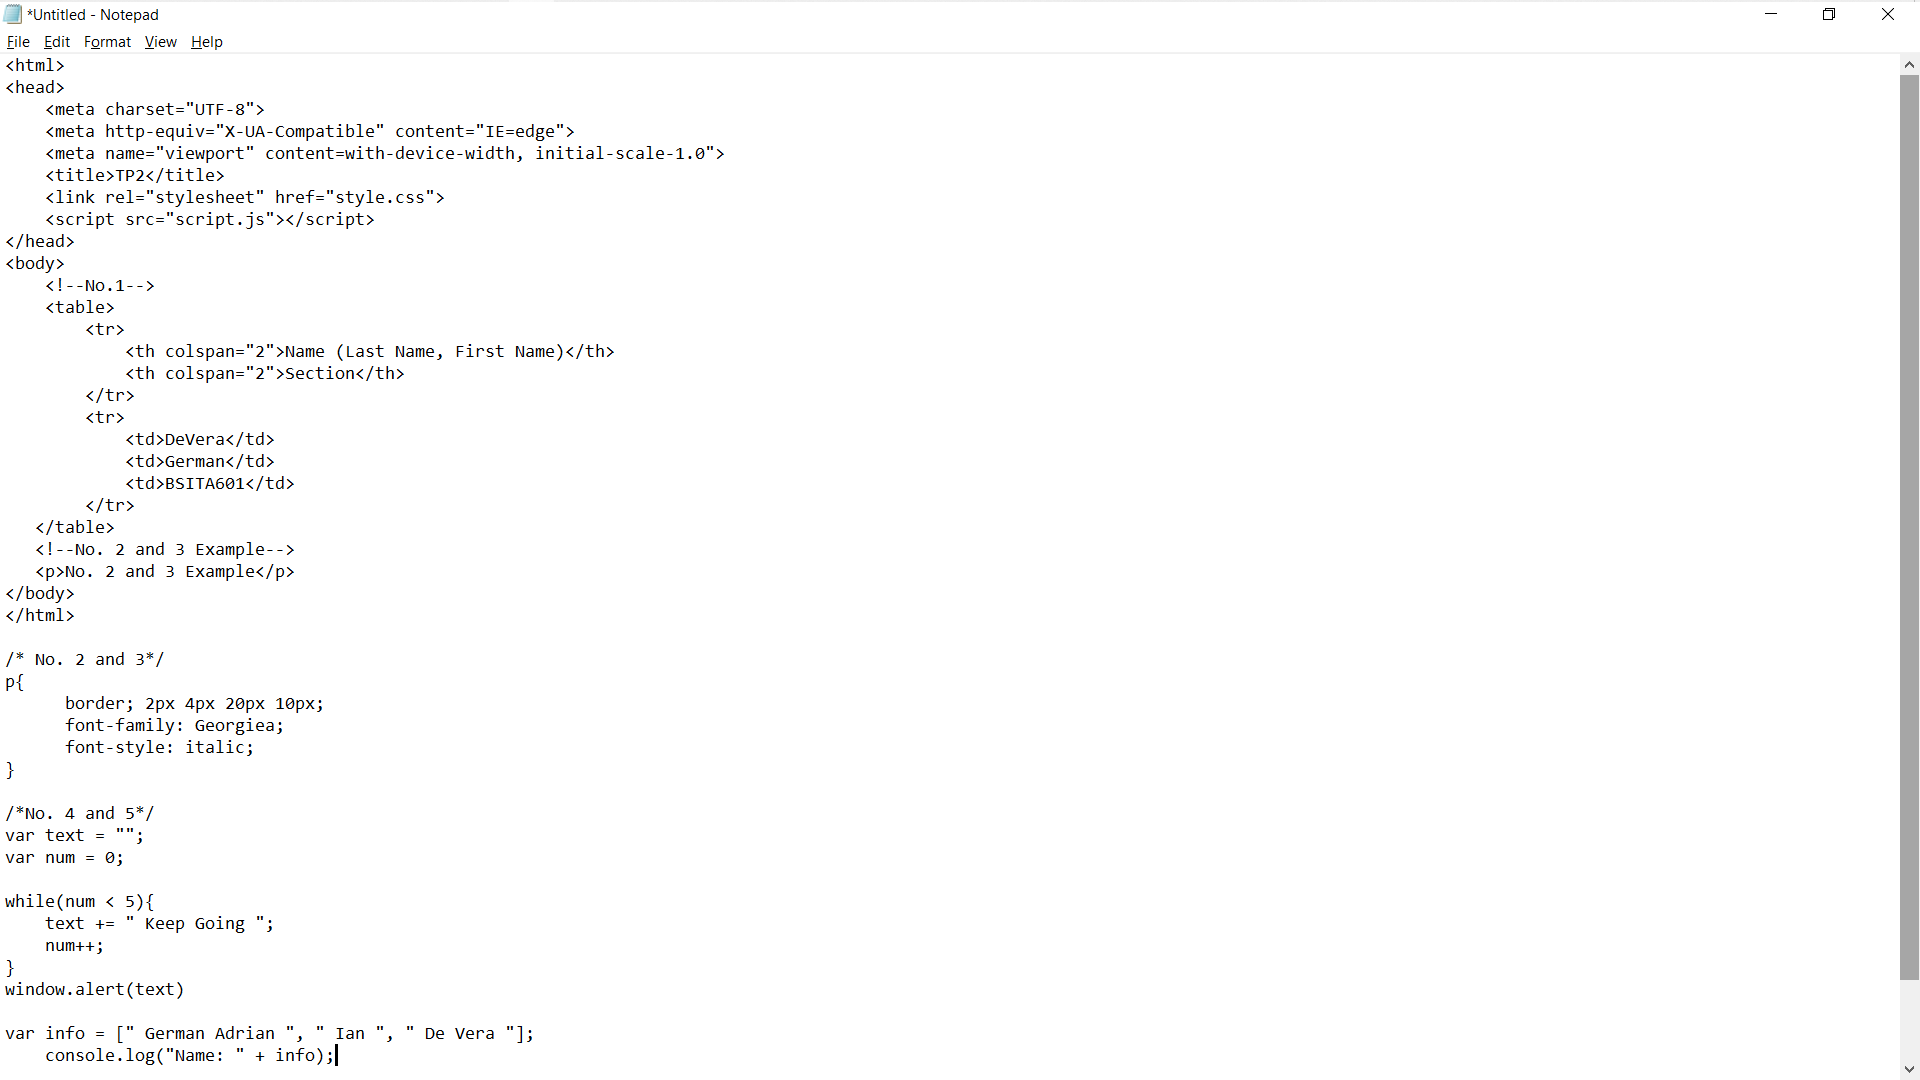 *Untitled - Notepad
File Edit Format View Help
<html>
<head>
    <meta charset="UTF-8">
    <meta http-equiv="X-UA-Compatible" content="IE=edge">
    <meta name="viewport" content=with-device-width, initial-scale-1.0">
    <title>TP2</title>
    <link rel="stylesheet" href="style.css">
    <script src="script.js"></script>
</head>
<body>
    <!--No.1-->
    <table>
        <tr>
            <th colspan="2">Name (Last Name, First Name)</th>
            <th colspan="2">Section</th>
        </tr>
        <tr>
            <td>DeVera</td>
            <td>German</td>
            <td>BSITA601</td>
        </tr>
   </table>
   <!--No. 2 and 3 Example-->
   <p>No. 2 and 3 Example</p>
</body>
</html>

/* No. 2 and 3*/
p{
      border; 2px 4px 20px 10px;
      font-family: Georgiea;
      font-style: italic;
}

/*No. 4 and 5*/
var text = "";
var num = 0;

while(num < 5){
    text += " Keep Going ";
    num++;
}
window.alert(text)

var info = [" German Adrian ", " Ian ", " De Vera "];
    console.log("Name: " + info);